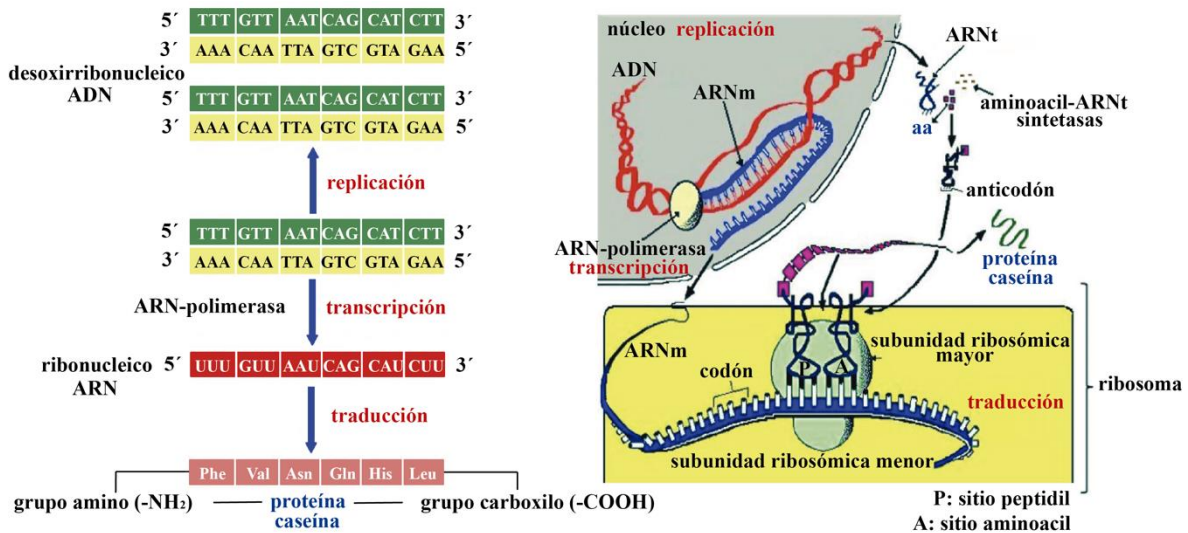 5´ TTT GTT AAT CAG CAT CTT 3´
3´ AAA CAA TTA GTC GTA GAA 5´
desoxirribonucleico
ADN
5´ TTT GTT AAT CAG CAT CTT 3´
3´ AAA CAA TTA GTC GTA GAA 5´
replicación
5´ TTT GTT AAT CAG CAT CTT 3´
3´ AAA CAA TTA GTC GTA GAA 5´
ARN-polimerasa
transcripción
ribonucleico
ARN
5´ UUU GUU AAU CAG CAU CUU 3´
traducción
Phe Val Asn Gln His Leu
grupo amino (-NH₂)
proteína
caseína
grupo carboxilo (-COOH)
núcleo replicación
ADN
ARNm
ARN-polimerasa
transcripción
ARNt
aminoacil-ARNt
sintetasas
aa
anticodón
proteína
caseína
ARNm
codón
P
A
subunidad ribosómica
mayor
traducción
subunidad ribosómica menor
ribosoma
P: sitio peptidil
A: sitio aminoacil